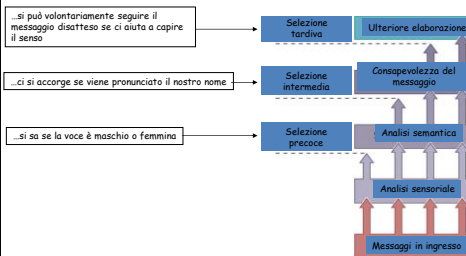 ...si può volontariamente seguire il
messaggio disatteso se ci aiuta a capire
il senso
Selezione
tardiva
Ulteriore elaborazione
...ci si accorge se viene pronunciato il nostro nome
Selezione
intermedia
Consapevolezza del
messaggio
...si sa se la voce è maschio o femmina
Selezione
precoce
Analisi semantica
Analisi sensoriale
Messaggi in ingresso